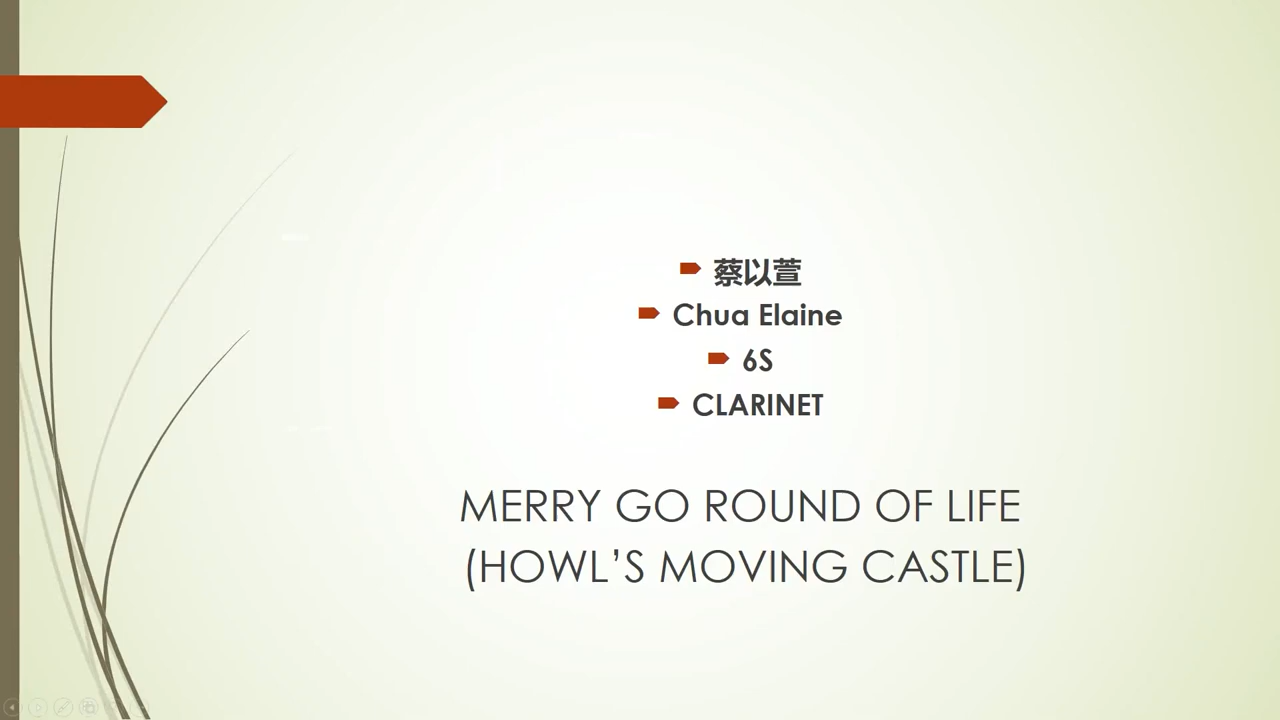 蔡以萱
Chua Elaine
6S
CLARINET
MERRY GO ROUND OF LIFE
(HOWL’S MOVING CASTLE)